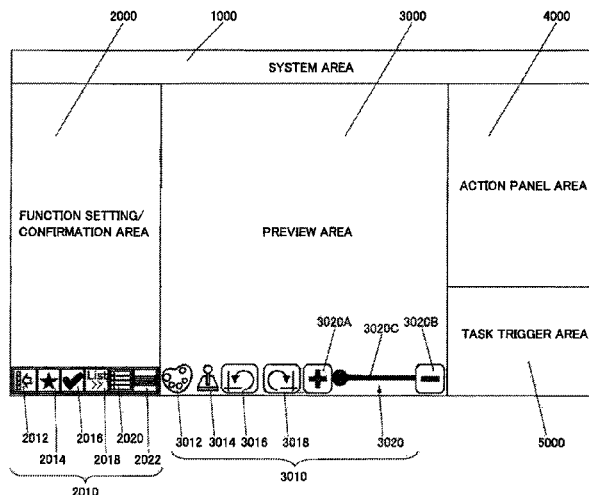 2000
1000
3000
4000
SYSTEM AREA
FUNCTION SETTING/
CONFIRMATION AREA
PREVIEW AREA
ACTION PANEL AREA
3020A
3020C
3020B
TASK TRIGGER AREA
List
2012
2016
2020
3012
3014
3016
3018
3020
2014
2018
2022
5000
2010
3010